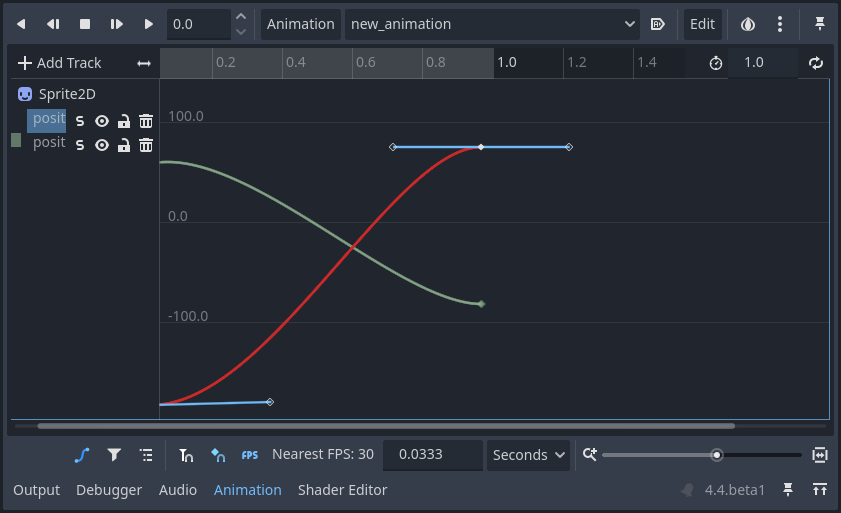 0.0 Animation new_animation Edit
Add Track 0.2 0.4 0.6 0.8 1.0 1.2 1.4 1.0
Sprite2D
posit S
posit S
100.0
0.0
-100.0
FPS Nearest FPS: 30 0.0333 Seconds
Output Debugger Audio Animation Shader Editor 4.4.beta1